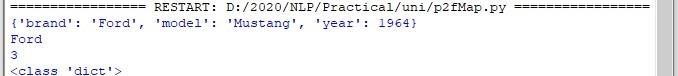 ================= RESTART: D:/2020/NLP/Practical/uni/p2fMap.py =================
{'brand': 'Ford', 'model': 'Mustang', 'year': 1964}
Ford
3
<class 'dict'>